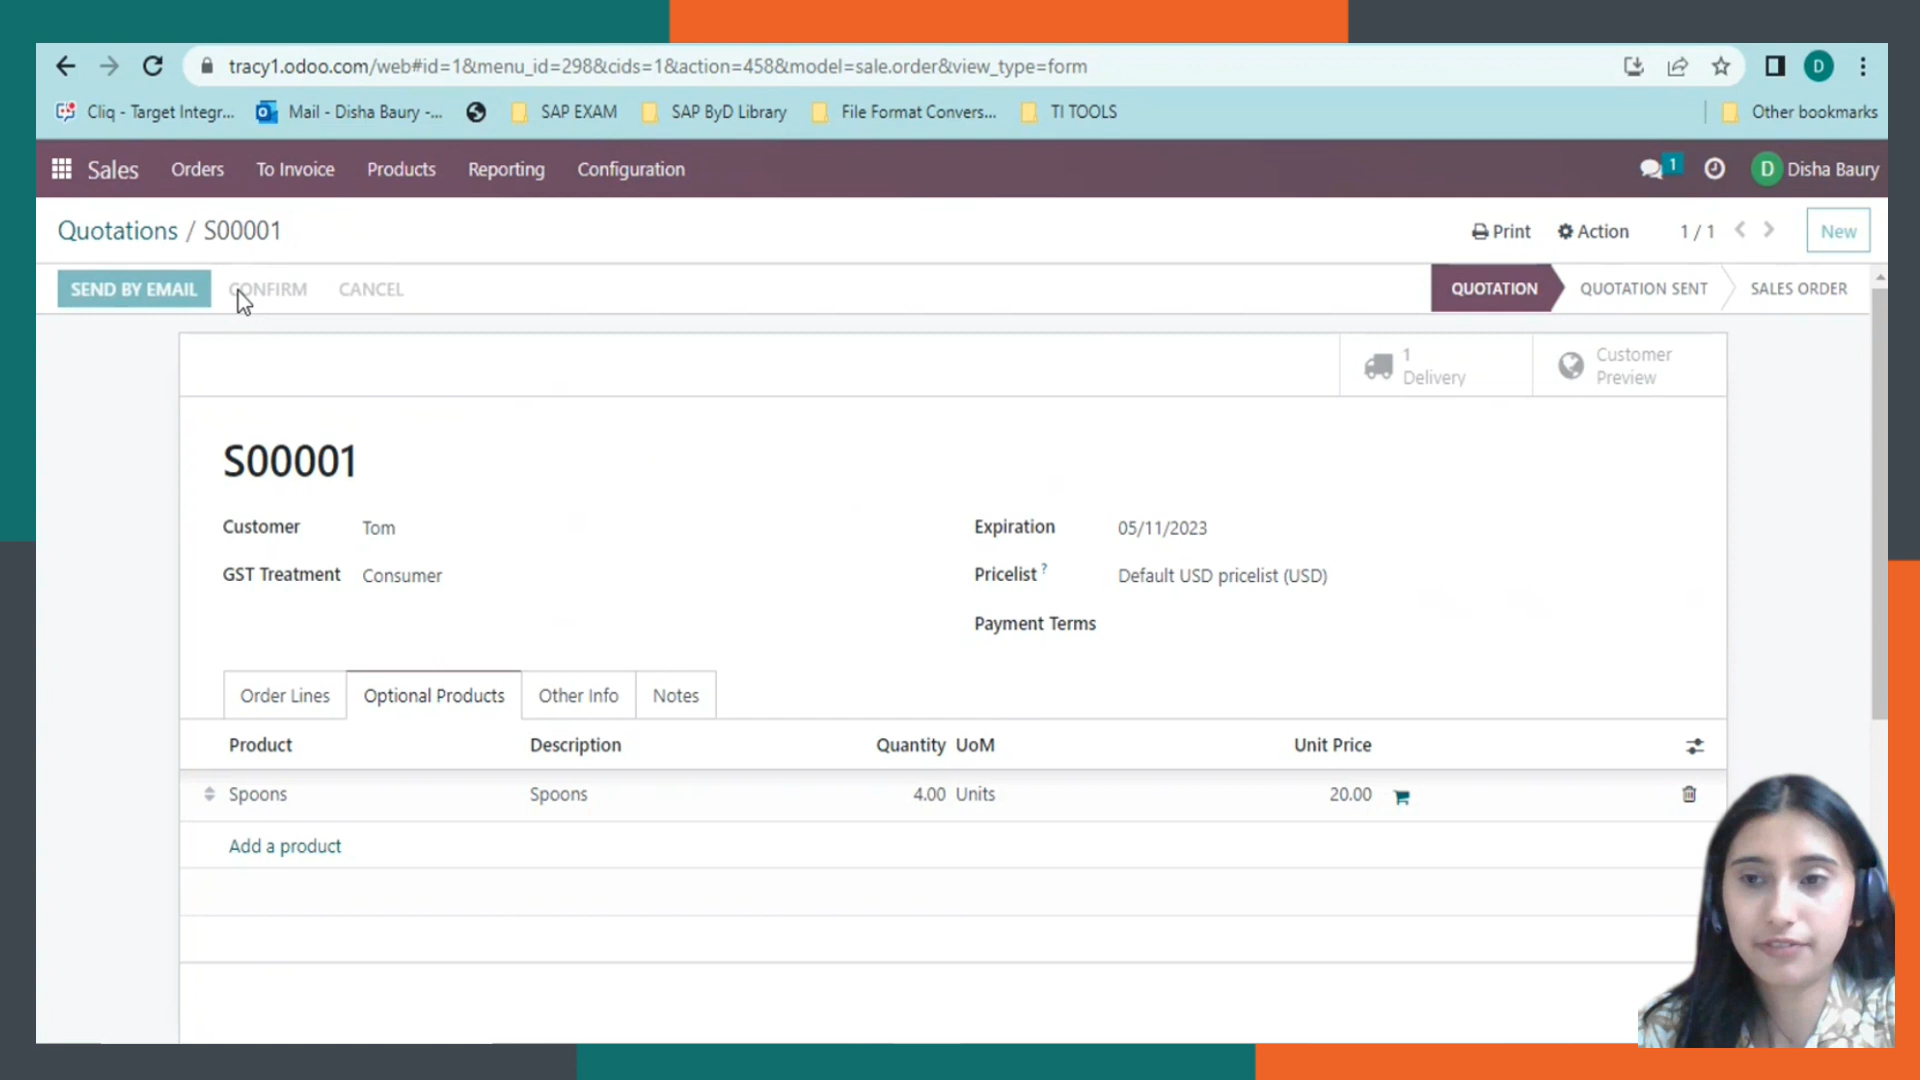 tracy1.odoo.com/web#id=1&menu_id=298&cids=1&action=458&model=sale.order&view_type=form
D
Cliq - Target Integr... Mail - Disha Baury -... SAP EXAM SAP ByD Library File Format Convers... TI TOOLS Other bookmarks
Sales Orders To Invoice Products Reporting Configuration 1 D Disha Baury
Quotations / S00001 Print Action 1 / 1 New
SEND BY EMAIL CONFIRM CANCEL QUOTATION QUOTATION SENT SALES ORDER
1 Delivery
Customer Preview
S00001
Customer Tom Expiration 05/11/2023
GST Treatment Consumer Pricelist ? Default USD pricelist (USD)
Payment Terms
Order Lines Optional Products Other Info Notes
Product Description Quantity UoM Unit Price
Spoons Spoons 4.00 Units 20.00
Add a product